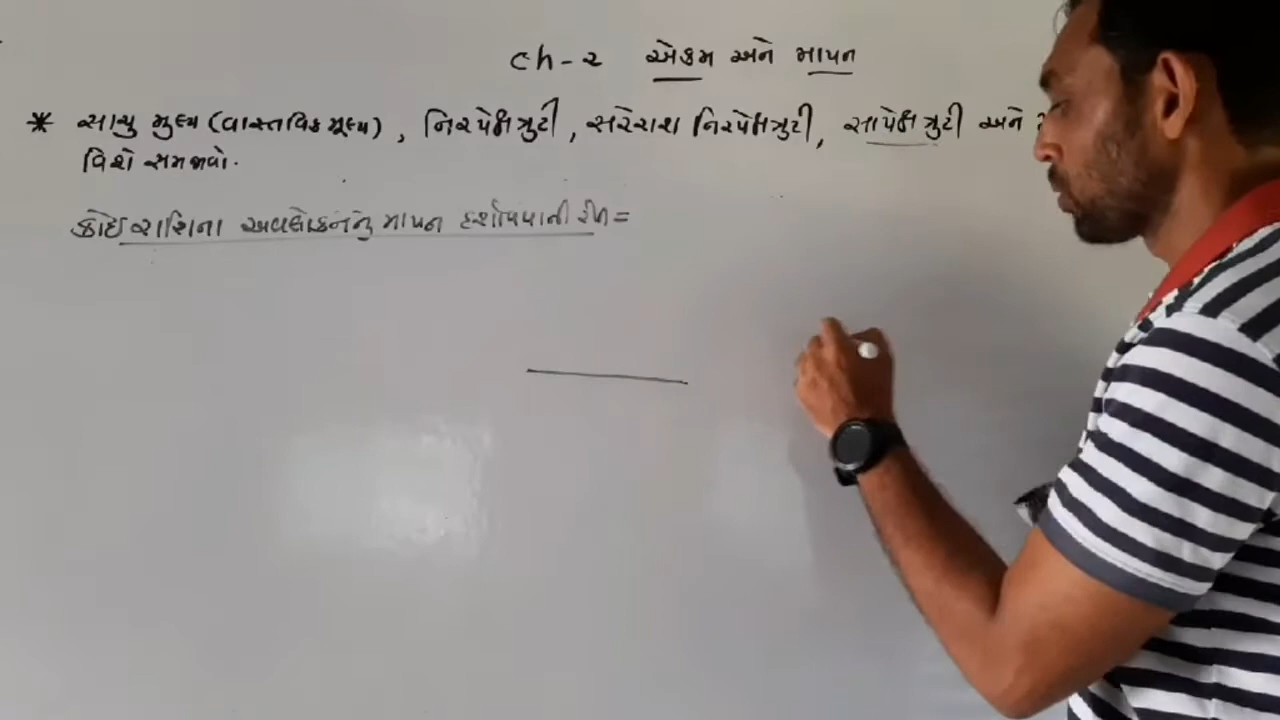 Ch-૨ એકમ અને માપન
* સાચુ મુલ્ય (વાસ્તવિક મૂલ્ય), નિરપેક્ષ ત્રુટી, સરેરાશ નિરપેક્ષ ત્રુટી, સાપેક્ષ ત્રુટી અને
વિશે સમજાવો.
કોઇ રાશિના અવલોકનનુ માપન દર્શાવવાની રીત =